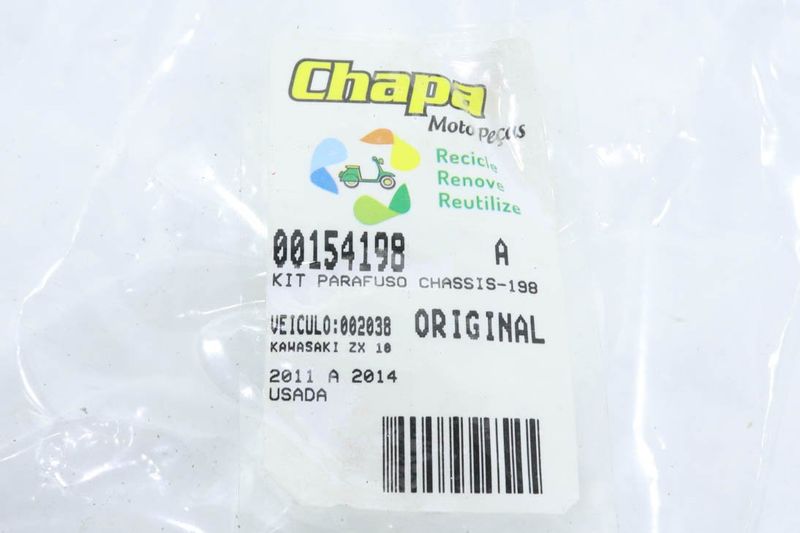 Chapa
Moto peças
Recicle
Renove
Reutilize
00154198 A
KIT PARAFUSO CHASSIS-198
VEICULO:002038 ORIGINAL
KAWASAKI ZX 10
2011 A 2014
USADA